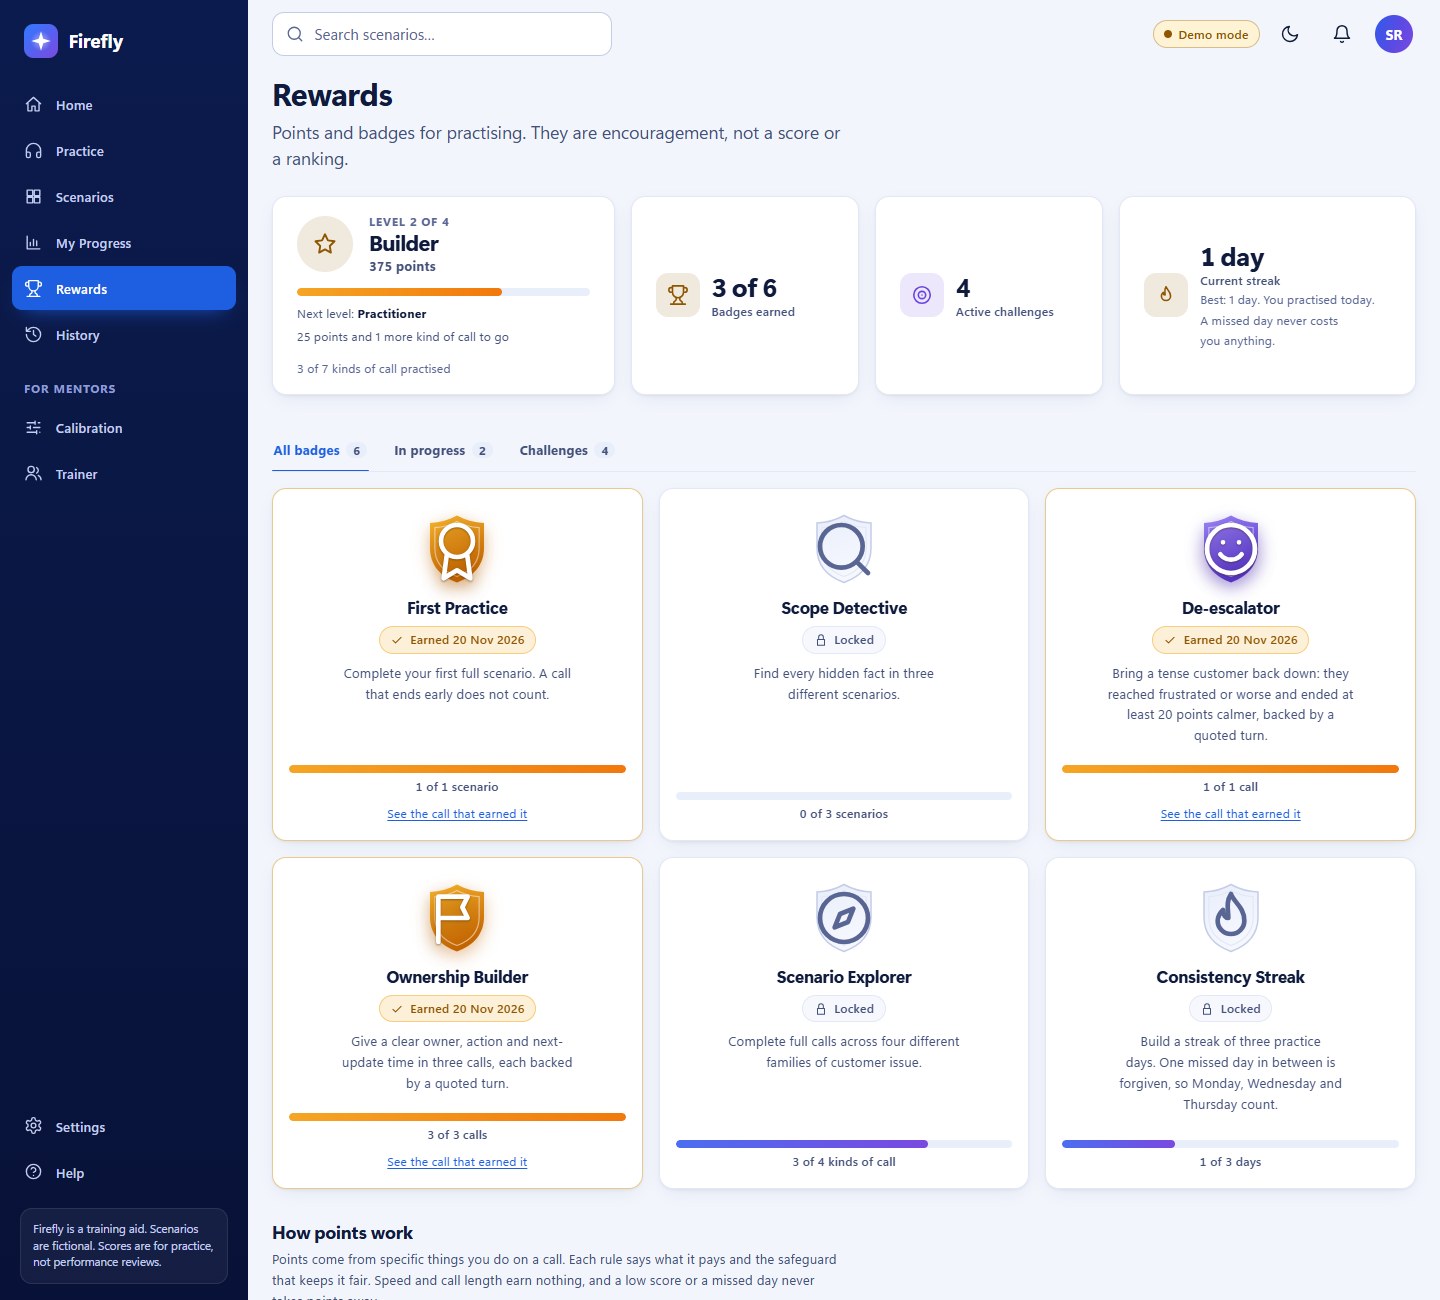 Firefly
Home
Practice
Scenarios
My Progress
Rewards
History
FOR MENTORS
Calibration
Trainer
Settings
Help
Firefly is a training aid. Scenarios
are fictional. Scores are for practice,
not performance reviews.
Search scenarios...
Demo mode
SR
Rewards
Points and badges for practising. They are encouragement, not a score or
a ranking.
LEVEL 2 OF 4
Builder
375 points
Next level: Practitioner
25 points and 1 more kind of call to go
3 of 7 kinds of call practised
3 of 6
Badges earned
4
Active challenges
1 day
Current streak
Best: 1 day. You practised today.
A missed day never costs
you anything.
All badges 6
In progress 2
Challenges 4
First Practice
Earned 20 Nov 2026
Complete your first full scenario. A call
that ends early does not count.
1 of 1 scenario
See the call that earned it
Scope Detective
Locked
Find every hidden fact in three
different scenarios.
0 of 3 scenarios
De-escalator
Earned 20 Nov 2026
Bring a tense customer back down: they
reached frustrated or worse and ended at
least 20 points calmer, backed by a
quoted turn.
1 of 1 call
See the call that earned it
Ownership Builder
Earned 20 Nov 2026
Give a clear owner, action and next-
update time in three calls, each backed
by a quoted turn.
3 of 3 calls
See the call that earned it
Scenario Explorer
Locked
Complete full calls across four different
families of customer issue.
3 of 4 kinds of call
Consistency Streak
Locked
Build a streak of three practice
days. One missed day in between is
forgiven, so Monday, Wednesday and
Thursday count.
1 of 3 days
How points work
Points come from specific things you do on a call. Each rule says what it pays and the safeguard
that keeps it fair. Speed and call length earn nothing, and a low score or a missed day never
takes points away.